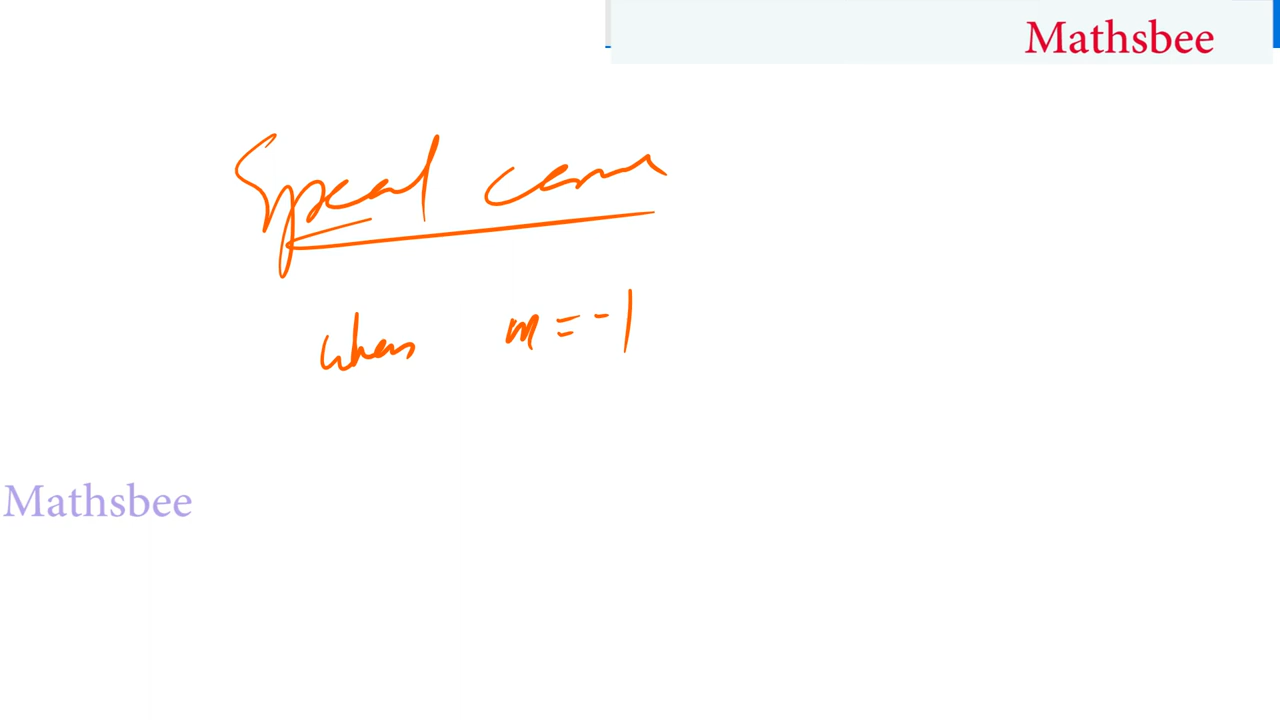 Mathsbee
Special case
when m = -1
Mathsbee